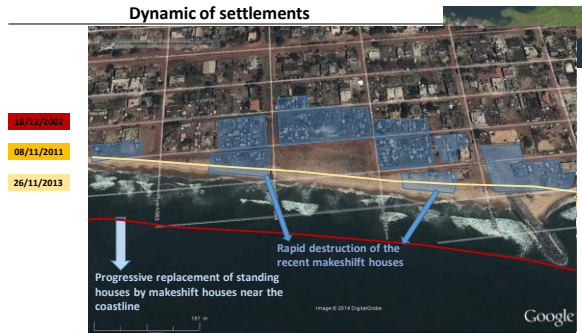 Dynamic of settlements
18/12/2002
08/11/2011
26/11/2013
Rapid destruction of the
recent makeshilft houses
Progressive replacement of standing
houses by makeshift houses near the
coastline
Image © 2014 DigitalGlobe
Google
157 m